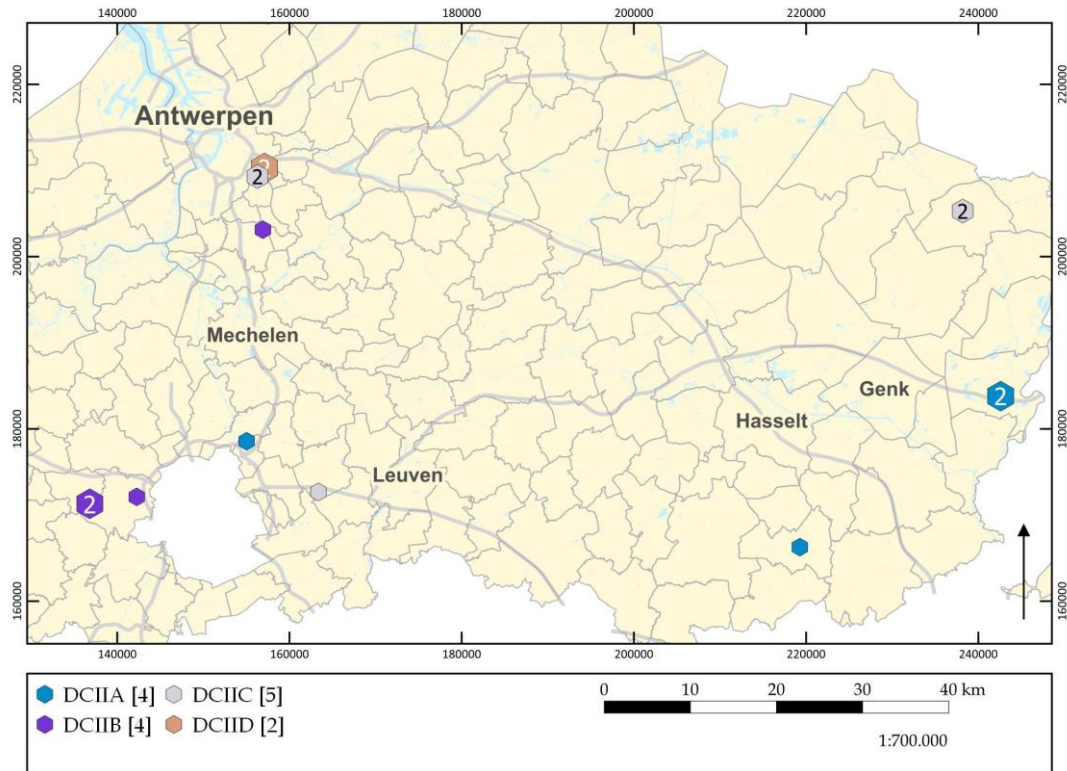 140000 160000 180000 200000 220000 240000
220000 220000
Antwerpen
2
2
2
200000 200000
Mechelen
Genk
2
Hasselt
180000 180000
Leuven
2
160000 160000
140000 160000 180000 200000 220000 240000
DCIIA [4] DCIIC [5]
DCIIB [4] DCIID [2]
0 10 20 30 40 km
1:700.000